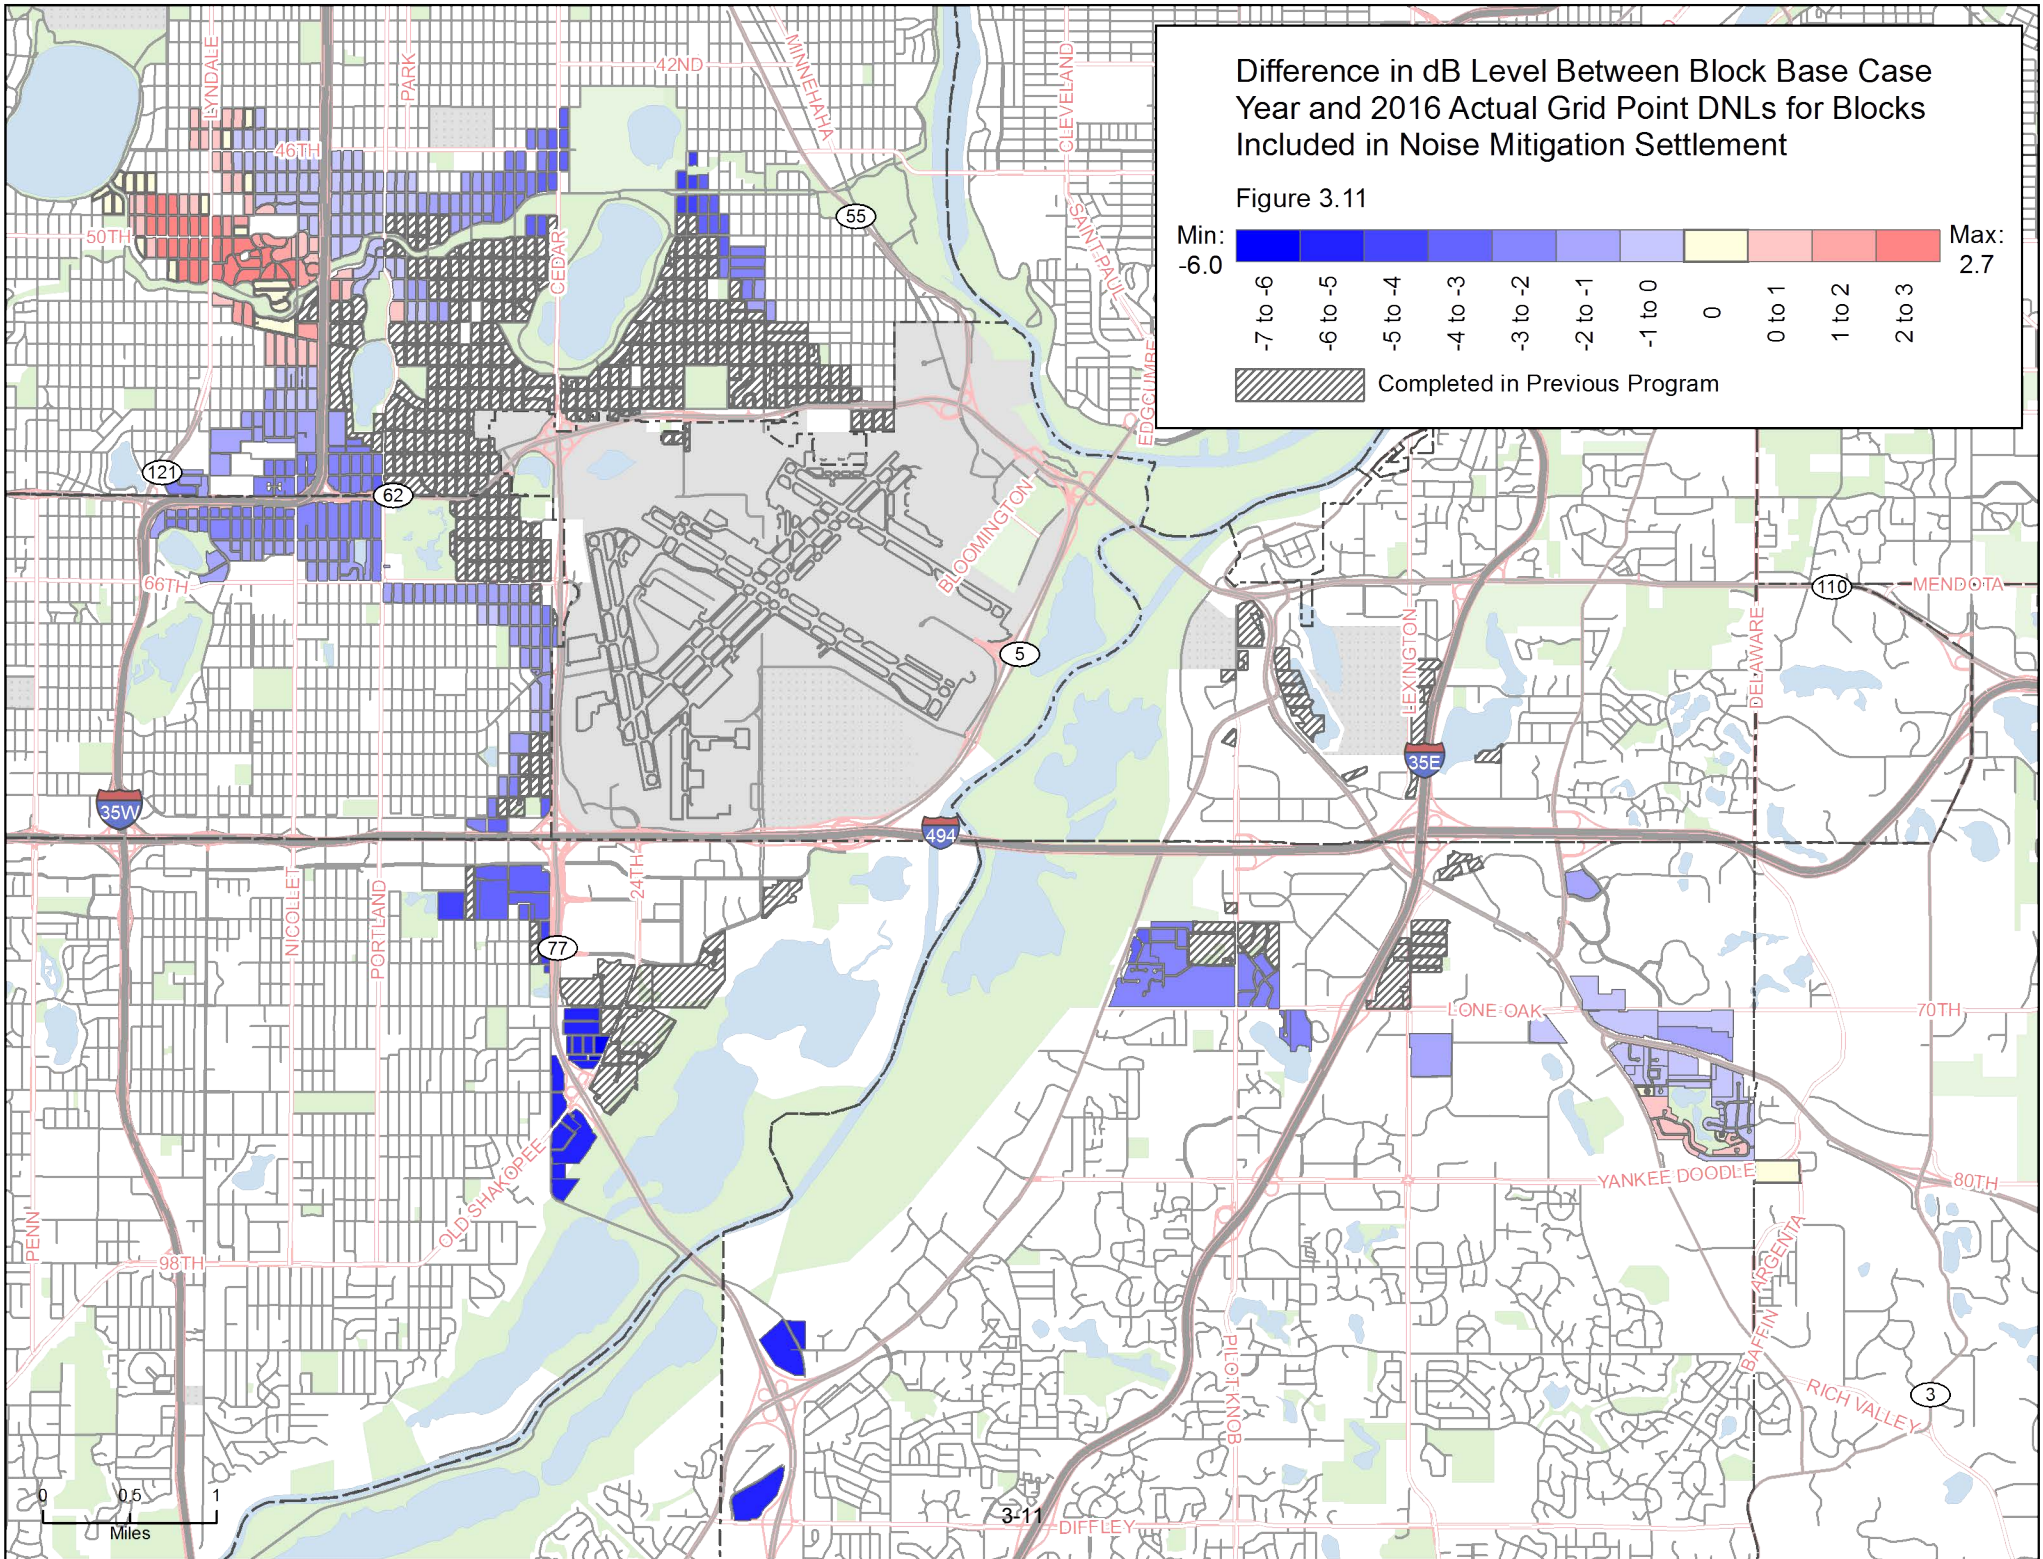 Difference in dB Level Between Block Base Case
Year and 2016 Actual Grid Point DNLs for Blocks
Included in Noise Mitigation Settlement
Figure 3.11
Min:
-6.0
Max:
2.7
-7 to -6
-6 to -5
-5 to -4
-4 to -3
-3 to -2
-2 to -1
-1 to 0
0
0 to 1
1 to 2
2 to 3
Completed in Previous Program
LYNDALE
PARK
42ND
MINNEHAHA
CLEVELAND
46TH
SAINT PAUL
55
50TH
CEDAR
EDGCUMBE
121
62
BLOOMINGTON
66TH
110
MENDOTA
LEXINGTON
DELAWARE
5
35E
35W
494
NICOLLET
PORTLAND
24TH
77
LONE OAK
70TH
OLD SHAKOPEE
YANKEE DOODLE
80TH
PENN
98TH
ARGENTA
BAFFIN
PILOT KNOB
RICH VALLEY
3
0
0.5
1
Miles
3-11
DIFFLEY